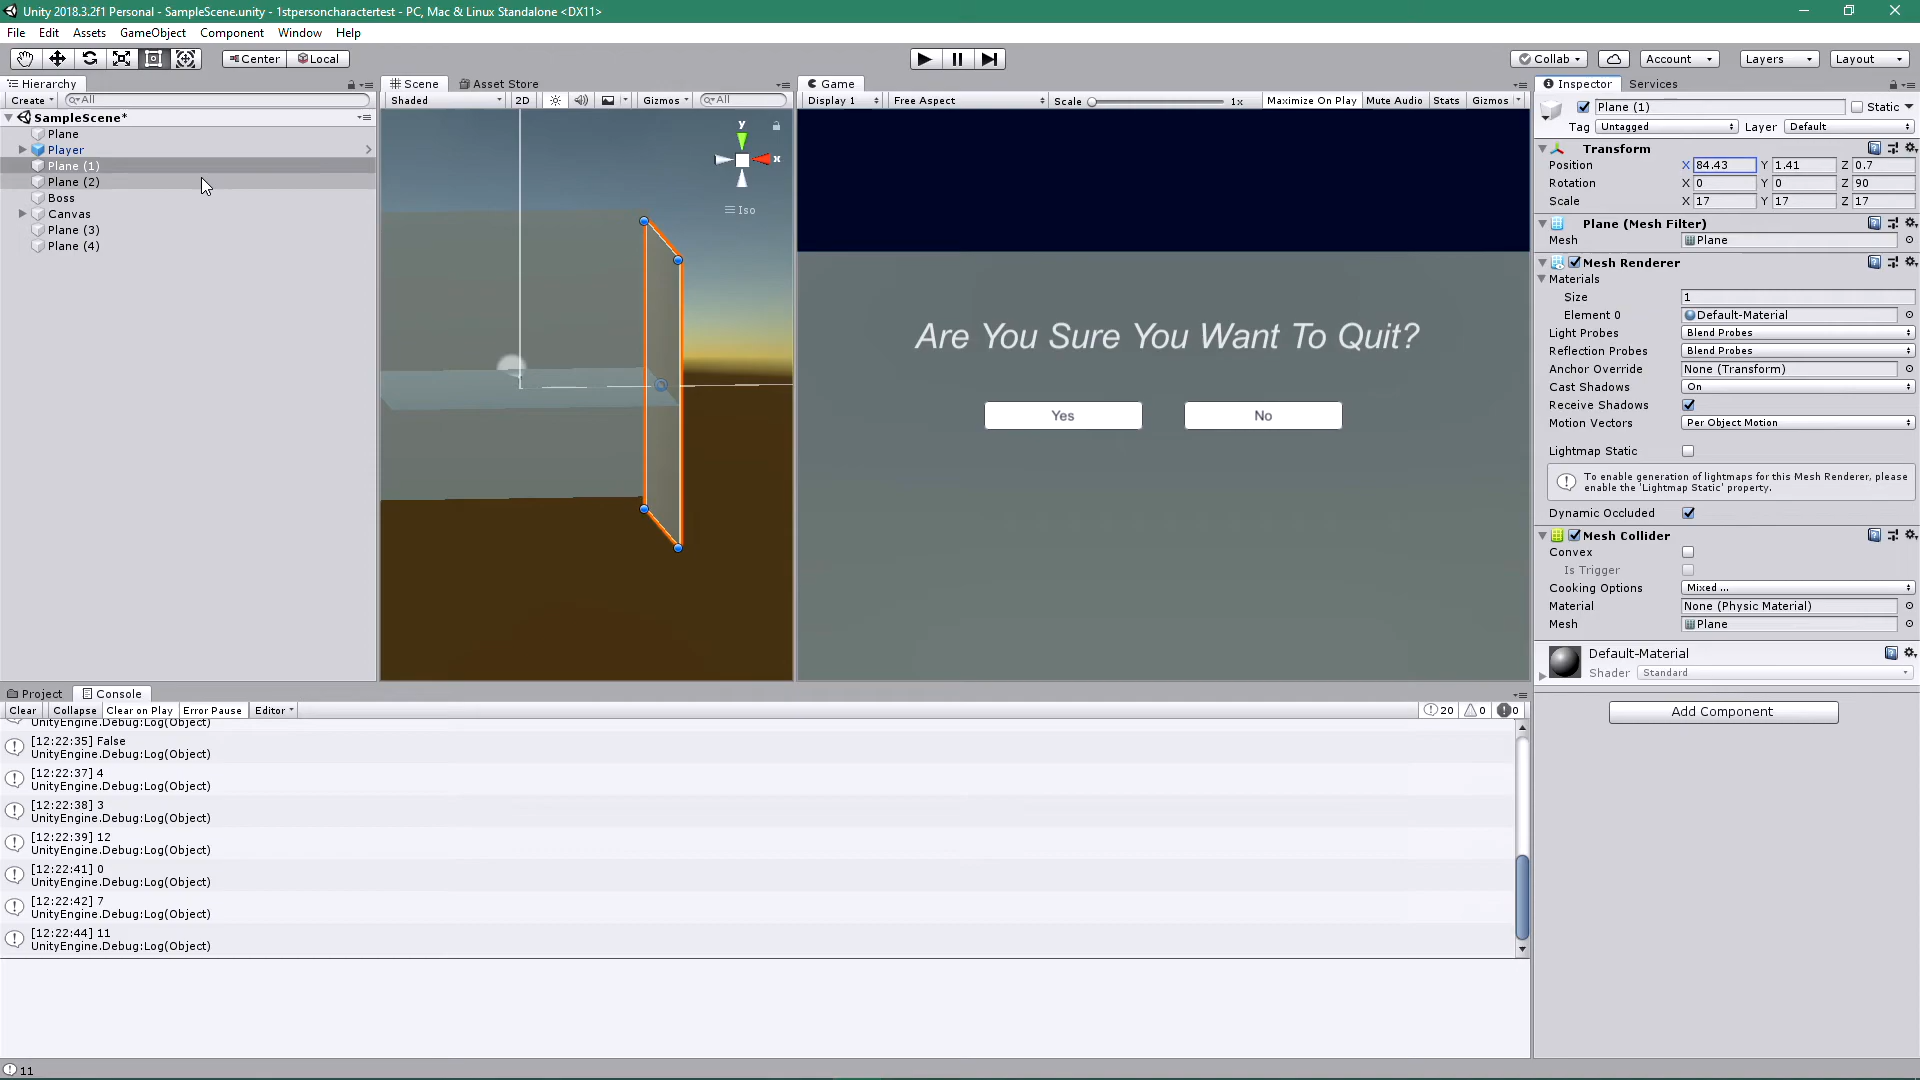 Unity 2018.3.2f1 Personal - SampleScene.unity - 1stpersoncharactertest - PC, Mac & Linux Standalone <DX11>
File Edit Assets GameObject Component Window Help
Center Local Collab Account Layers Layout
Hierarchy
Create All
SampleScene*
Plane
Player
Plane (1)
Plane (2)
Boss
Canvas
Plane (3)
Plane (4)
Scene Asset Store
Shaded 2D Gizmos All
y
x
Iso
Game
Display 1 Free Aspect Scale 1x Maximize On Play Mute Audio Stats Gizmos
Are You Sure You Want To Quit?
Yes No
Inspector Services
Plane (1) Static
Tag Untagged Layer Default
Transform
Position X 84.43 Y 1.41 Z 0.7
Rotation X 0 Y 0 Z 90
Scale X 17 Y 17 Z 17
Plane (Mesh Filter)
Mesh Plane
Mesh Renderer
Materials
Size 1
Element 0 Default-Material
Light Probes Blend Probes
Reflection Probes Blend Probes
Anchor Override None (Transform)
Cast Shadows On
Receive Shadows
Motion Vectors Per Object Motion
Lightmap Static
To enable generation of lightmaps for this Mesh Renderer, please
enable the 'Lightmap Static' property.
Dynamic Occluded
Mesh Collider
Convex
Is Trigger
Cooking Options Mixed ...
Material None (Physic Material)
Mesh Plane
Default-Material
Shader Standard
Add Component
Project Console
Clear Collapse Clear on Play Error Pause Editor 20 0 0
UnityEngine.Debug:Log(Object)
[12:22:35] False
UnityEngine.Debug:Log(Object)
[12:22:37] 4
UnityEngine.Debug:Log(Object)
[12:22:38] 3
UnityEngine.Debug:Log(Object)
[12:22:39] 12
UnityEngine.Debug:Log(Object)
[12:22:41] 0
UnityEngine.Debug:Log(Object)
[12:22:42] 7
UnityEngine.Debug:Log(Object)
[12:22:44] 11
UnityEngine.Debug:Log(Object)
11